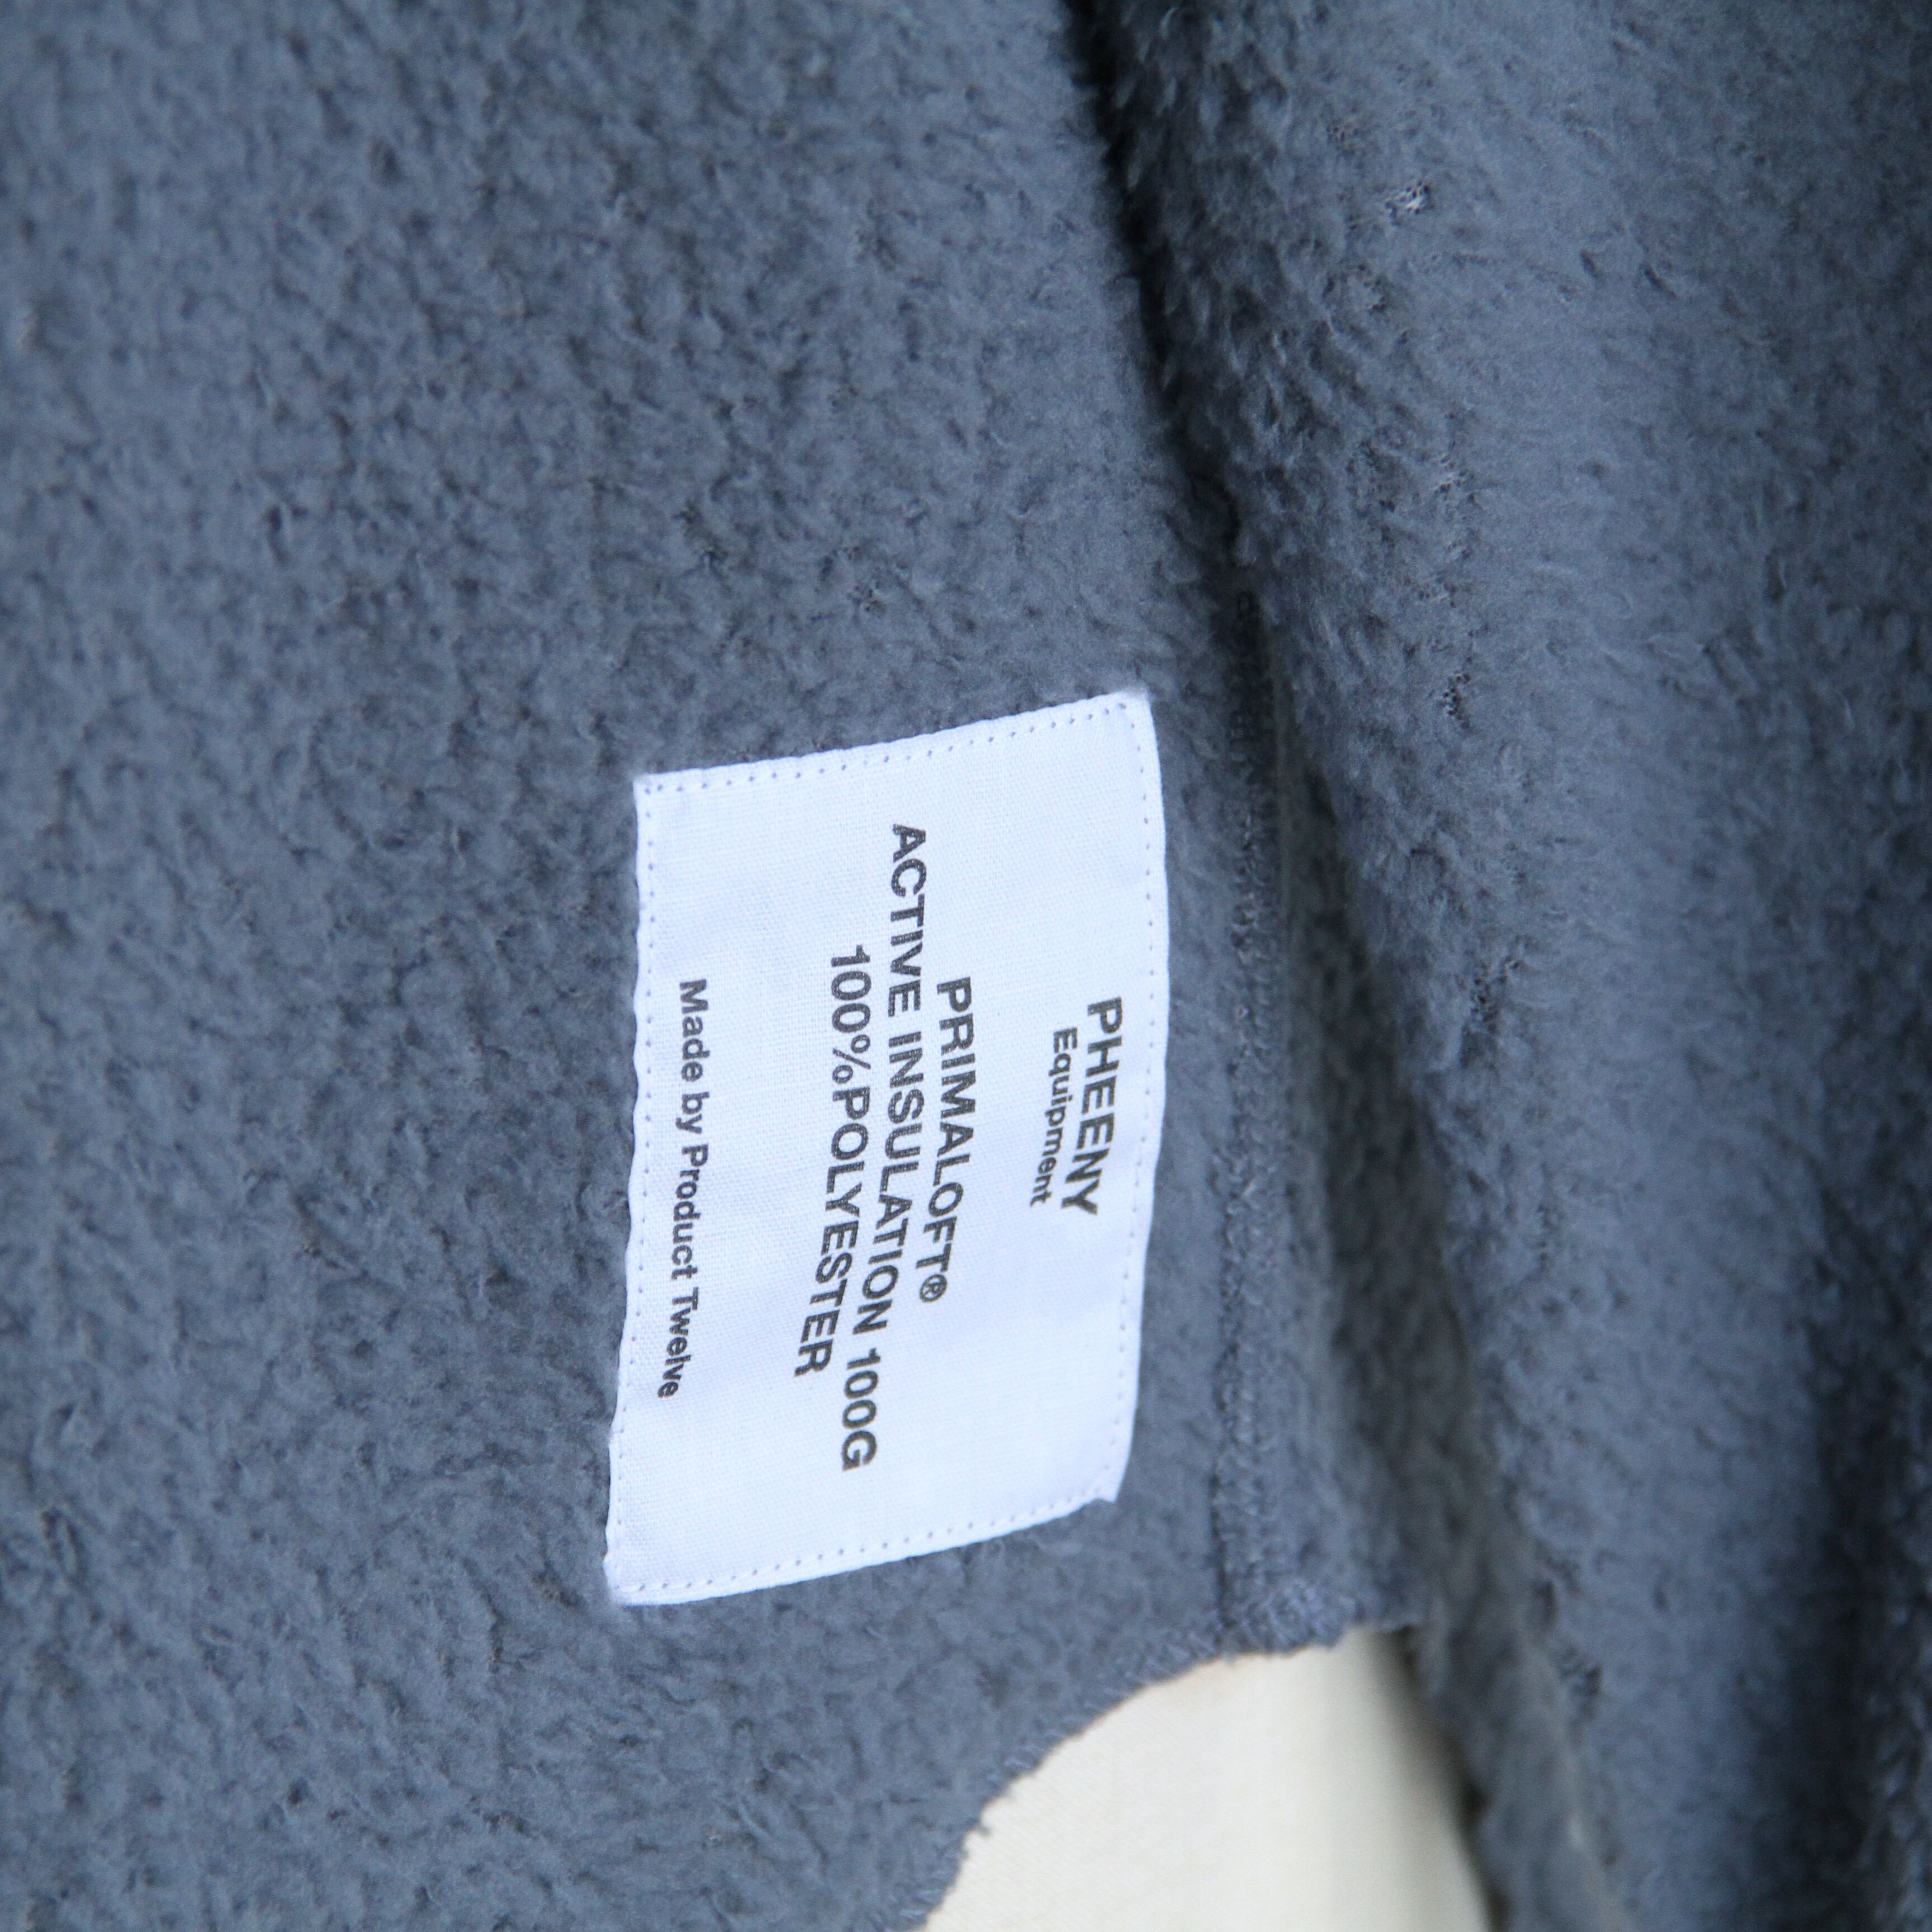 PHEENY
Equipment
PRIMALOFT®
ACTIVE INSULATION 100G
100%POLYESTER
Made by Product Twelve